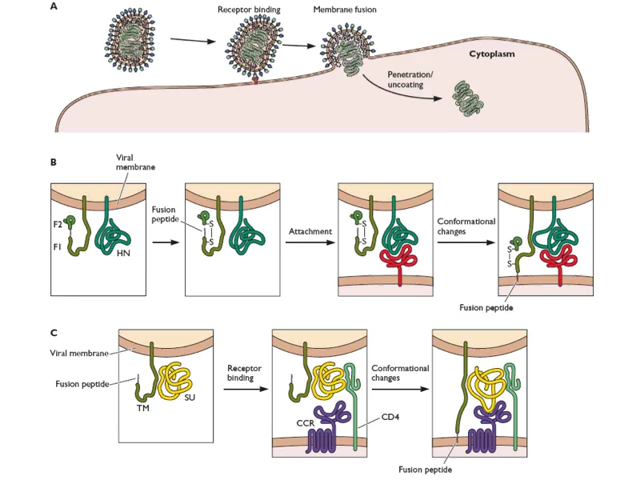 A
Receptor binding
Membrane fusion
Cytoplasm
Penetration/
uncoating
B
Viral
membrane
F2
F1
HN
Fusion
peptide
S
S
Attachment
S
S
Conformational
changes
S
S
Fusion peptide
C
Viral membrane
Fusion peptide
TM
SU
Receptor
binding
CCR
CD4
Conformational
changes
Fusion peptide